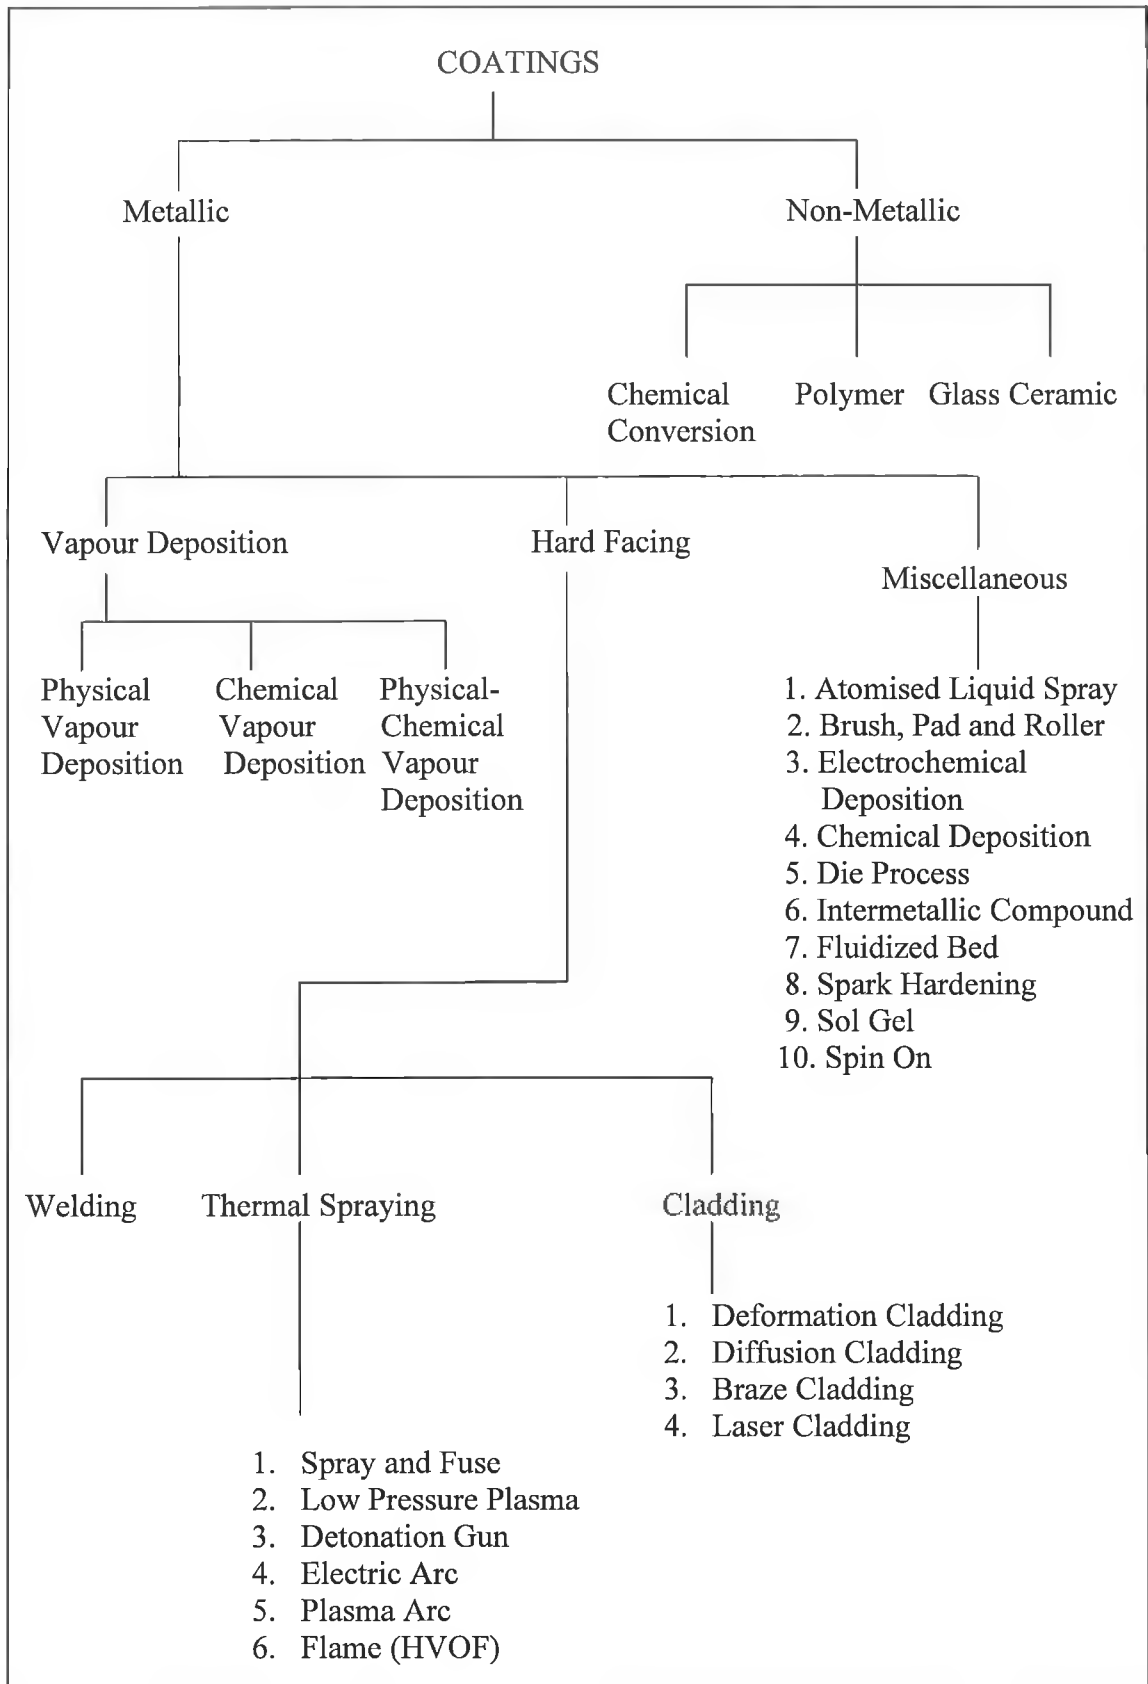 COATINGS
Metallic
Non-Metallic
Chemical
Conversion
Polymer
Glass Ceramic
Vapour Deposition
Hard Facing
Miscellaneous
Physical
Vapour
Deposition
Chemical
Vapour
Deposition
Physical-
Chemical
Vapour
Deposition
1. Atomised Liquid Spray
2. Brush, Pad and Roller
3. Electrochemical
Deposition
4. Chemical Deposition
5. Die Process
6. Intermetallic Compound
7. Fluidized Bed
8. Spark Hardening
9. Sol Gel
10. Spin On
Welding
Thermal Spraying
Cladding
1. Deformation Cladding
2. Diffusion Cladding
3. Braze Cladding
4. Laser Cladding
1. Spray and Fuse
2. Low Pressure Plasma
3. Detonation Gun
4. Electric Arc
5. Plasma Arc
6. Flame (HVOF)